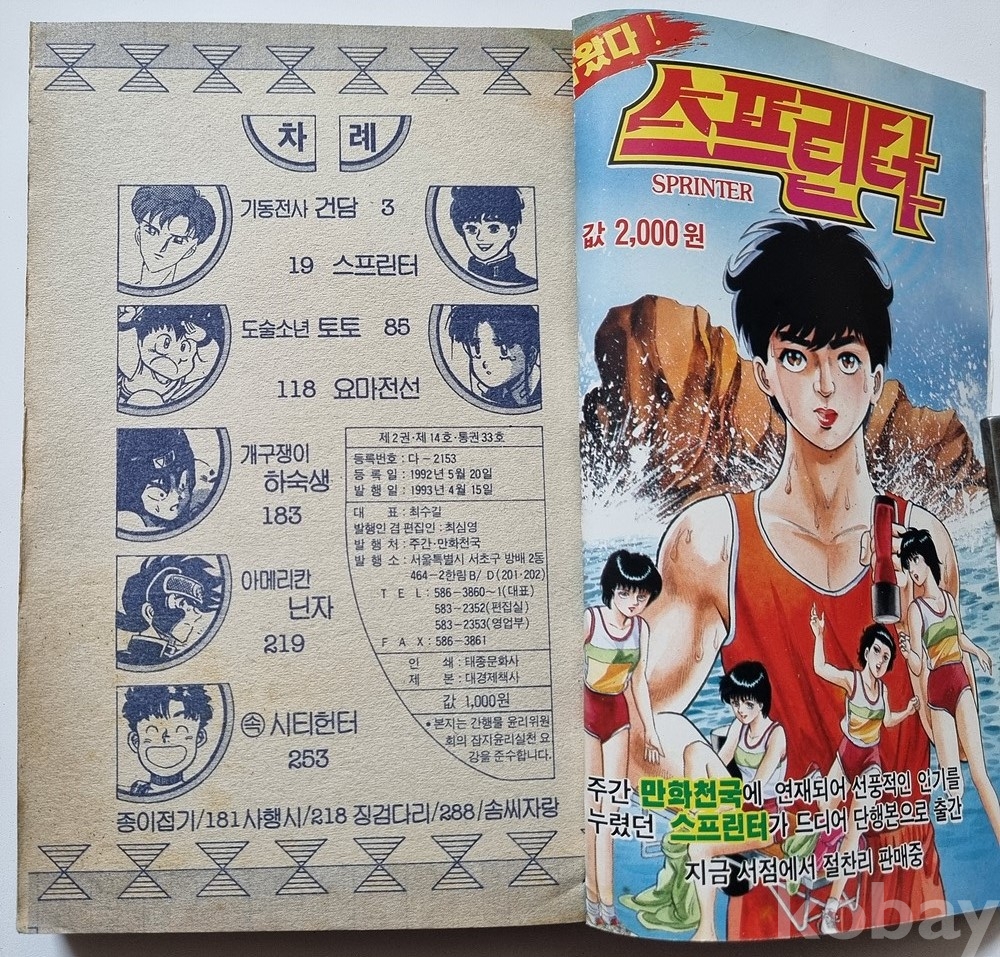 차례
기동전사 건담 3
19 스프린터
도술소년 토토 85
118 요마전선
개구쟁이
하숙생
183
아메리칸
닌자
219
속 시티헌터
253
제2권·제14호·통권33호
등록번호 : 다-2153
등록일 : 1992년 5월 20일
발행일 : 1993년 4월 15일
대표 : 최수길
발행인 겸 편집인 : 최심영
발행처 : 주간·만화천국
발행소 : 서울특별시 서초구 방배 2동
464-2한림B/D(201·202)
TEL : 586-3860~1(대표)
583-2352(편집실)
583-2353(영업부)
FAX : 586-3861
인쇄 : 태종문화사
제본 : 대경제책사
값 1,000원
•본지는 간행물 윤리위원
회의 잡지윤리실천 요
강을 준수합니다.
종이접기/181사행시/218 징검다리/288/솜씨자랑
왔다!
스프린터
SPRINTER
값 2,000원
주간 만화천국에 연재되어 선풍적인 인기를
누렸던 스프린터가 드디어 단행본으로 출간
지금 서점에서 절찬리 판매중
kobay